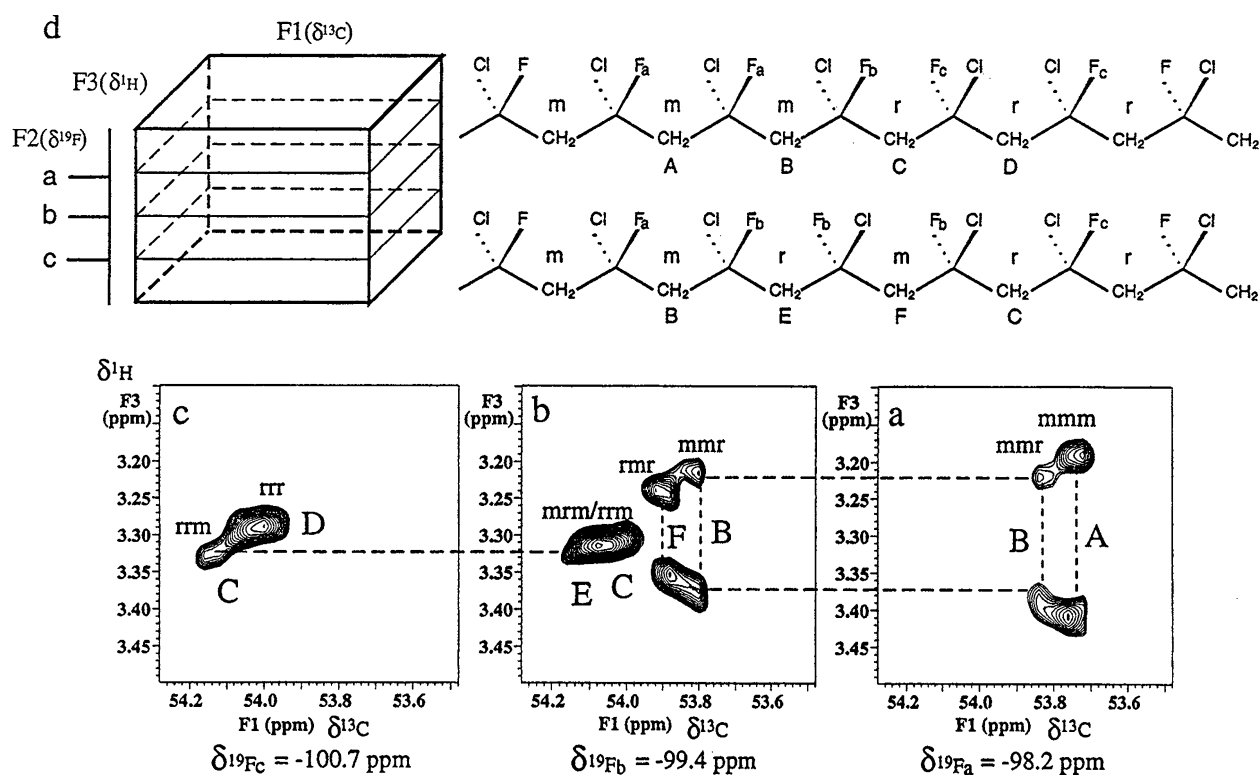 d
F1(δ¹³C)
F3(δ¹H)
F2(δ¹⁹F)
a
b
c
Cl F Cl Fa Cl Fa Cl Fb Fc Cl Cl Fc F Cl
m m m r r r
CH₂ CH₂ CH₂ CH₂ CH₂ CH₂ CH₂
A B C D
Cl F Cl Fa Cl Fb Fb Cl Fb Cl Cl Fc F Cl
m m r m r r
CH₂ CH₂ CH₂ CH₂ CH₂ CH₂ CH₂
B E F C
δ¹H
F3
(ppm)
c
3.20
3.25
3.30
3.35
3.40
3.45
rrr
rrm
D
C
54.2 54.0 53.6
F1 (ppm) δ¹³C
δ¹⁹Fc = -100.7 ppm
F3
(ppm)
b
3.20
3.25
3.30
3.35
3.40
3.45
mmr
rmr
mrm/rrm
F B
E C
54.2 54.0 53.6
F1 (ppm) δ¹³C
δ¹⁹Fb = -99.4 ppm
F3
(ppm)
a
3.20
3.25
3.30
3.35
3.40
3.45
mmm
mmr
B A
54.2 54.0 53.6
F1 (ppm) δ¹³C
δ¹⁹Fa = -98.2 ppm